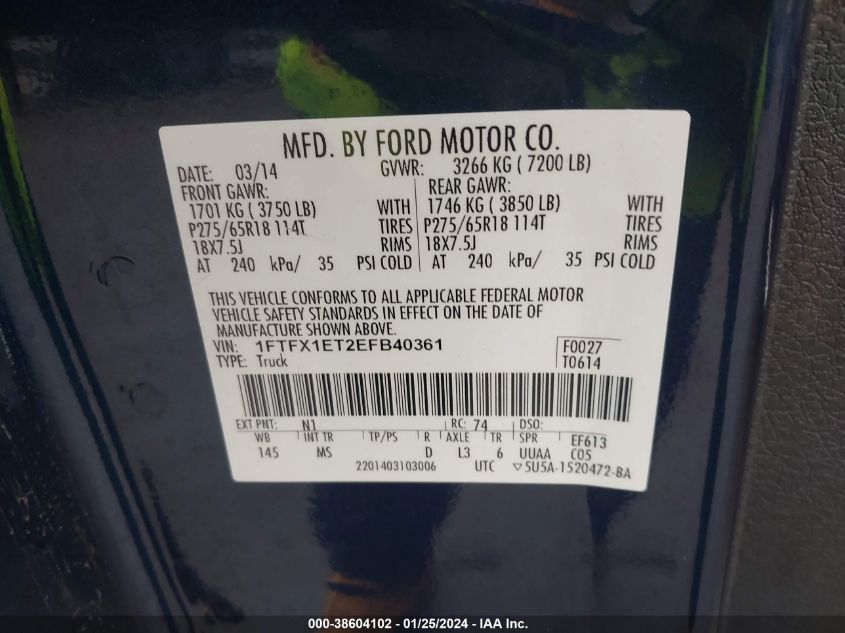 MFD. BY FORD MOTOR CO.
DATE: 03/14 GVWR: 3266 KG ( 7200 LB)
FRONT GAWR: REAR GAWR:
1701 KG ( 3750 LB) WITH 1746 KG ( 3850 LB) WITH
P275/65R18 114T TIRES P275/65R18 114T TIRES
18X7.5J RIMS 18X7.5J RIMS
AT 240 kPa/ 35 PSI COLD AT 240 kPa/ 35 PSI COLD
THIS VEHICLE CONFORMS TO ALL APPLICABLE FEDERAL MOTOR
VEHICLE SAFETY STANDARDS IN EFFECT ON THE DATE OF
MANUFACTURE SHOWN ABOVE.
VIN: 1FTFX1ET2EFB40361 F0027
TYPE: Truck T0614
EXT PNT: N1 RC: 74 DSO:
WB INT TR TP/PS R AXLE TR SPR EF613
145 MS D L3 6 UUAA C05
2201403103006 UTC ▽5U5A-1520472-BA
000-38604102 - 01/25/2024 - IAA Inc.